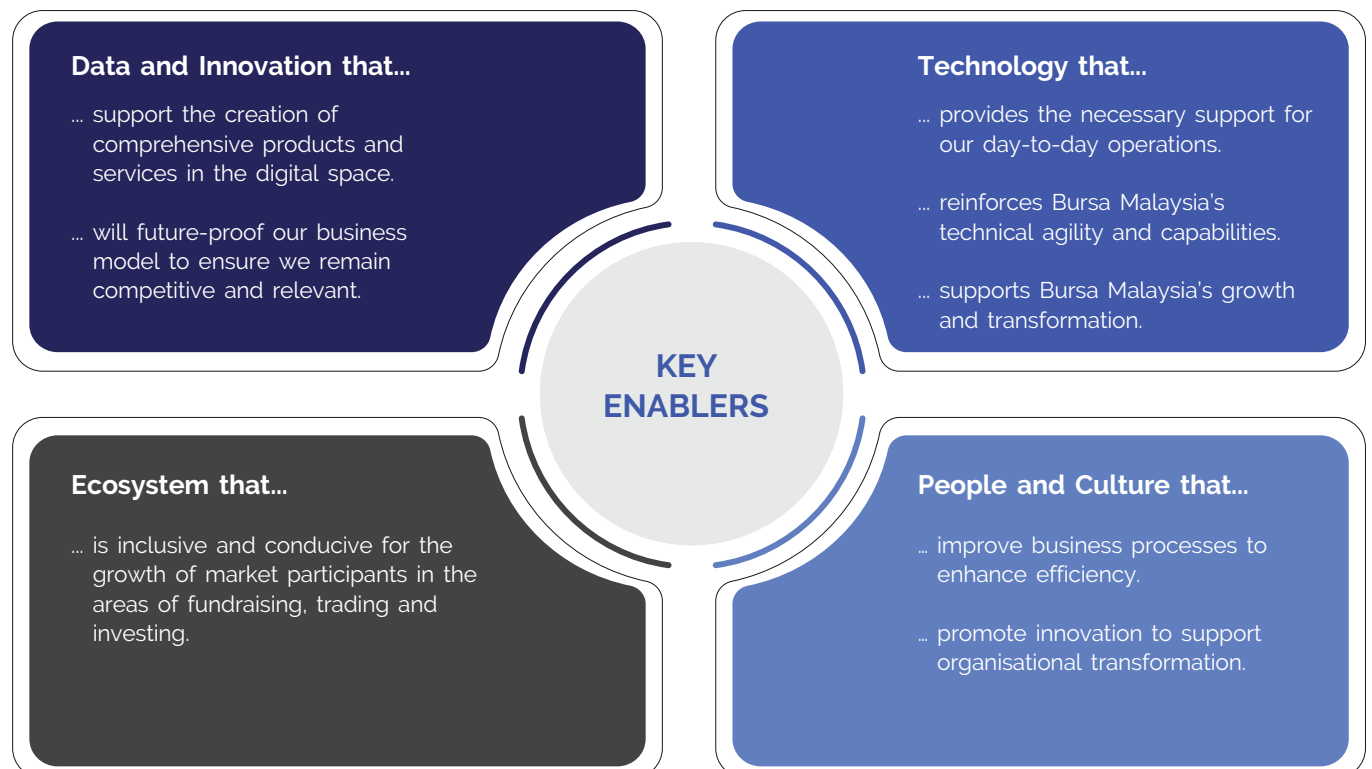 Data and Innovation that...
... support the creation of
comprehensive products and
services in the digital space.
... will future-proof our business
model to ensure we remain
competitive and relevant.
Technology that...
... provides the necessary support for
our day-to-day operations.
... reinforces Bursa Malaysia's
technical agility and capabilities.
... supports Bursa Malaysia's growth
and transformation.
KEY
ENABLERS
Ecosystem that...
... is inclusive and conducive for the
growth of market participants in the
areas of fundraising, trading and
investing.
People and Culture that...
... improve business processes to
enhance efficiency.
... promote innovation to support
organisational transformation.